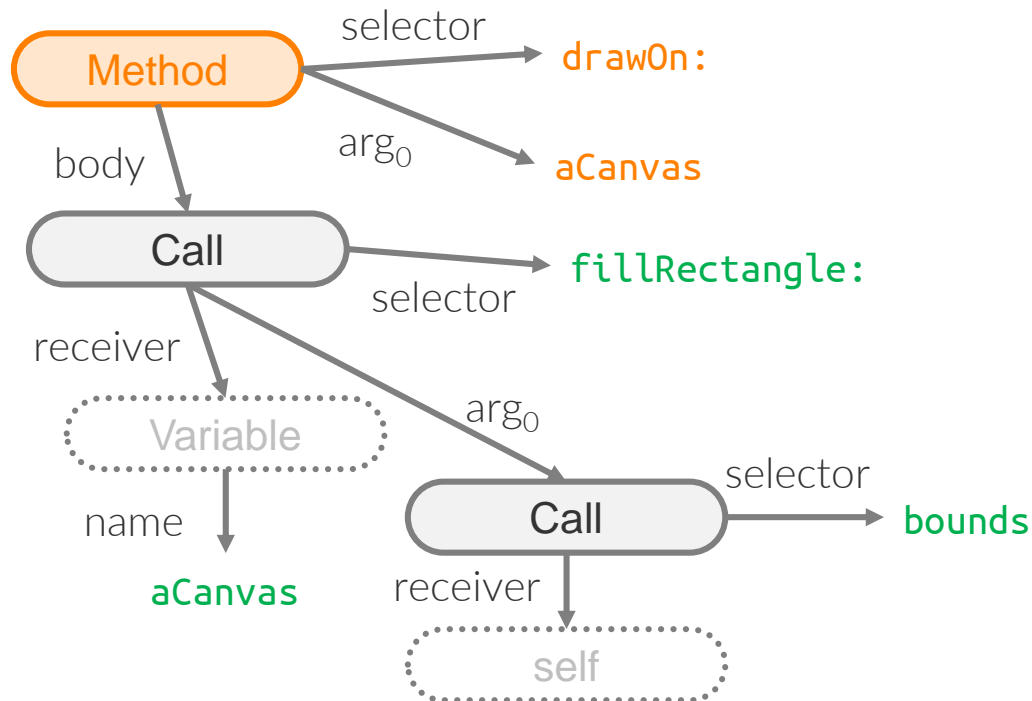 selector
Method
drawOn:
arg₀
body
aCanvas
Call
fillRectangle:
selector
receiver
arg₀
Variable
selector
name
Call
bounds
aCanvas
receiver
self